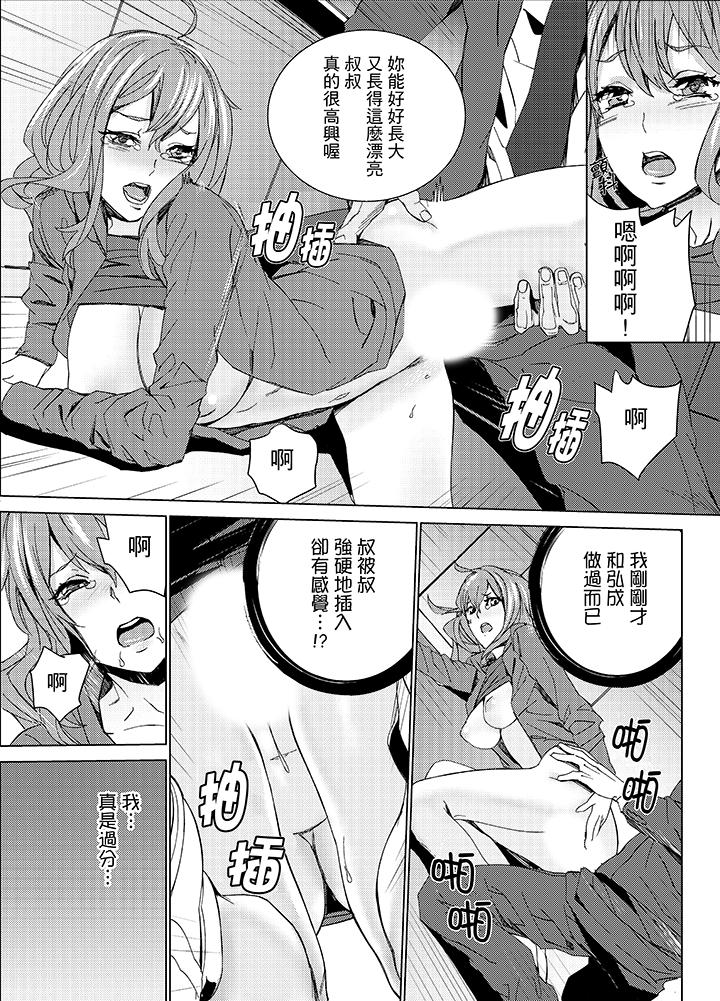 嗯啊啊啊！
顫抖
妳能好好長大
又長得這麼漂亮
叔叔
真的很高興喔
抽插
抽插
啊
啊
我剛剛才
和弘成
做過而已
啪啪
啪啪
叔被叔
強硬地插入
卻有感覺…!?
抽插
啊
啊
我…
真是過分…